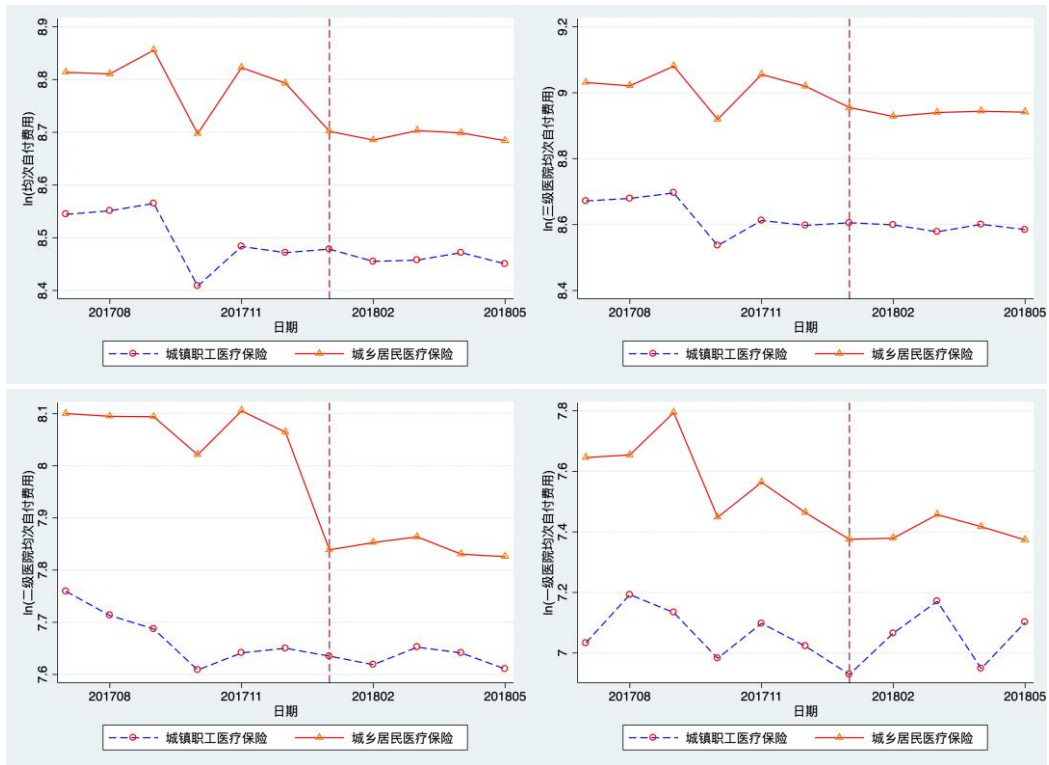 ln(均次自付费用)
8.9
8.8
8.7
8.6
8.5
8.4
201708 201711 201802 201805
日期
城镇职工医疗保险 城乡居民医疗保险
ln(三级医院均次自付费用)
9.2
9
8.8
8.6
8.4
201708 201711 201802 201805
日期
城镇职工医疗保险 城乡居民医疗保险
ln(二级医院均次自付费用)
8.1
8
7.9
7.8
7.7
7.6
201708 201711 201802 201805
日期
城镇职工医疗保险 城乡居民医疗保险
ln(一级医院均次自付费用)
7.8
7.6
7.4
7.2
7
201708 201711 201802 201805
日期
城镇职工医疗保险 城乡居民医疗保险